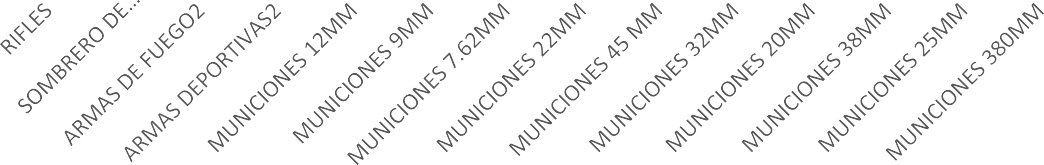 RIFLES
SOMBRERO DE...
ARMAS DE FUEGO2
ARMAS DEPORTIVAS2
MUNICIONES 12MM
MUNICIONES 9MM
MUNICIONES 7.62MM
MUNICIONES 22MM
MUNICIONES 45 MM
MUNICIONES 32MM
MUNICIONES 20MM
MUNICIONES 38MM
MUNICIONES 25MM
MUNICIONES 380MM